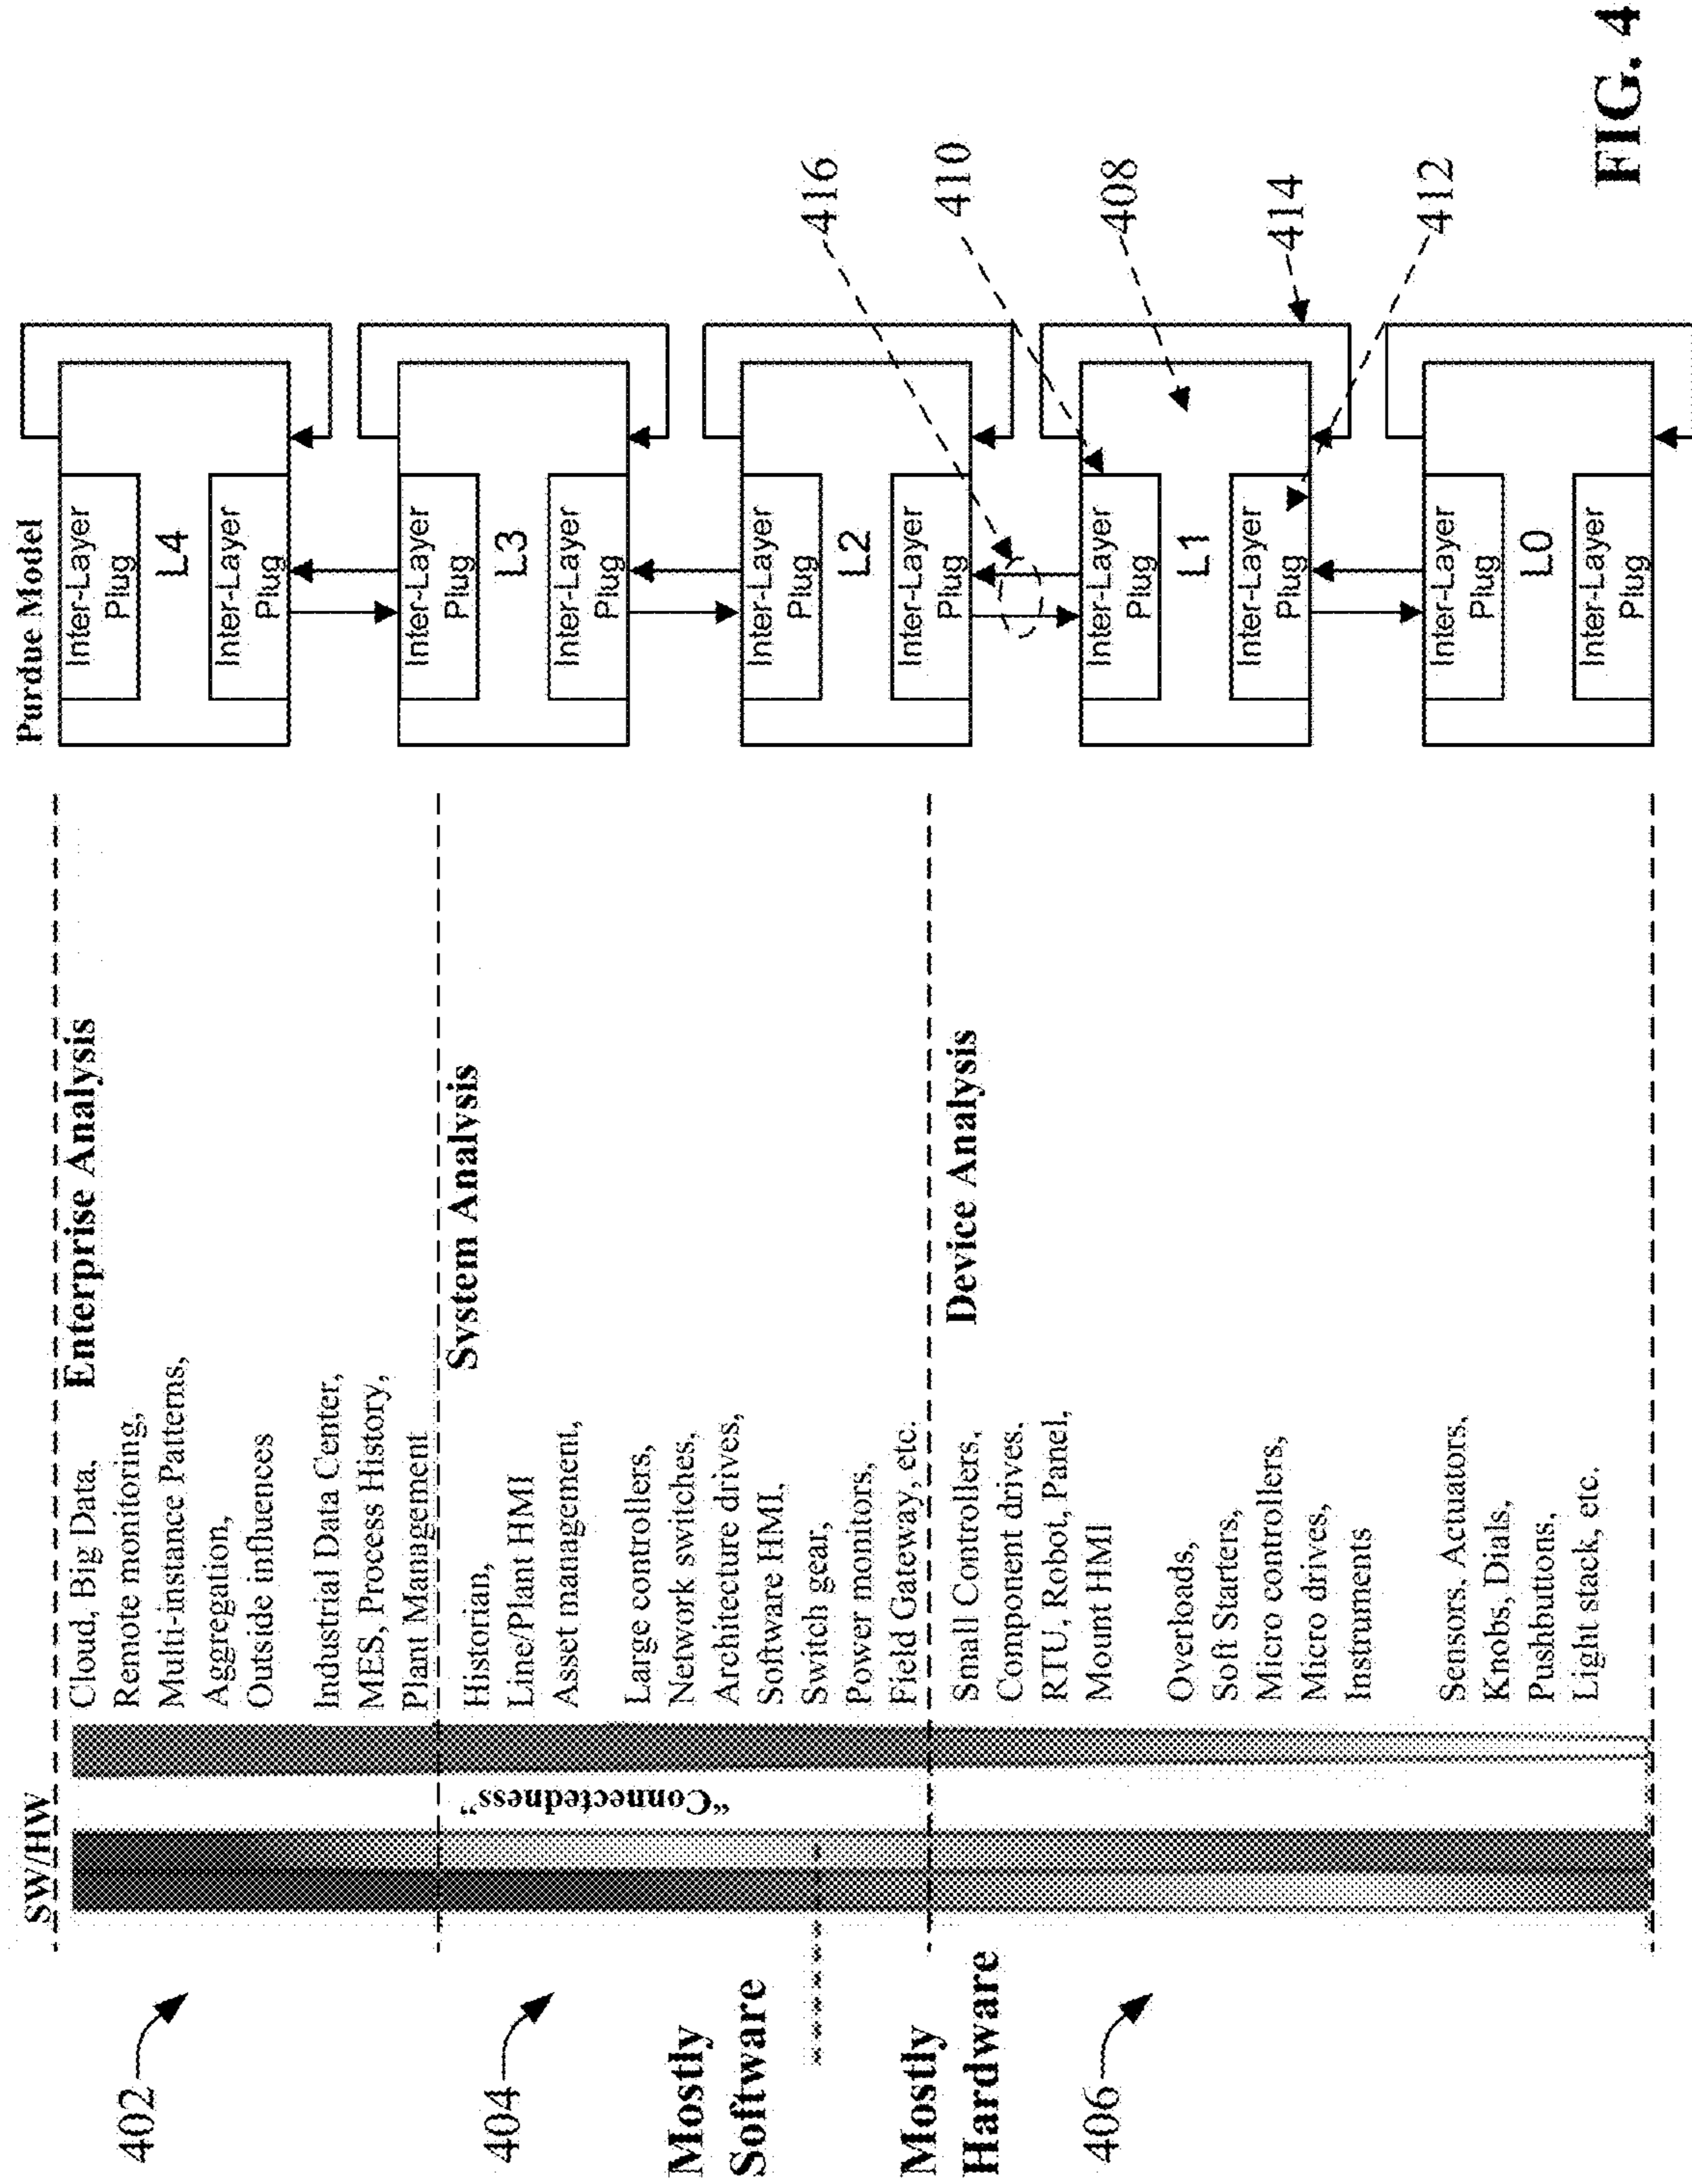 SW/HW
Purdue Model
402
Cloud, Big Data,
Remote monitoring,
Multi-instance Patterns,
Aggregation,
Outside influences
Industrial Data Center,
MES, Process History,
Plant Management
Enterprise Analysis
Inter-Layer
Plug
L4
Inter-Layer
Plug
404
"Connectedness"
Historian,
Line/Plant HMI
Asset management,
Large controllers,
Network switches,
Architecture drives,
Software HMI,
Switch gear,
Power monitors,
Field Gateway, etc.
System Analysis
Inter-Layer
Plug
L3
Inter-Layer
Plug
Mostly
Software
Inter-Layer
Plug
L2
Inter-Layer
Plug
416
Mostly
Hardware
406
Small Controllers,
Component drives,
RTU, Robot, Panel,
Mount HMI
Overloads,
Soft Starters,
Micro controllers,
Micro drives,
Instruments
Sensors, Actuators,
Knobs, Dials,
Pushbuttons,
Light stack, etc.
Device Analysis
410
408
Inter-Layer
Plug
L1
Inter-Layer
Plug
414
412
Inter-Layer
Plug
L0
Inter-Layer
Plug
FIG. 4